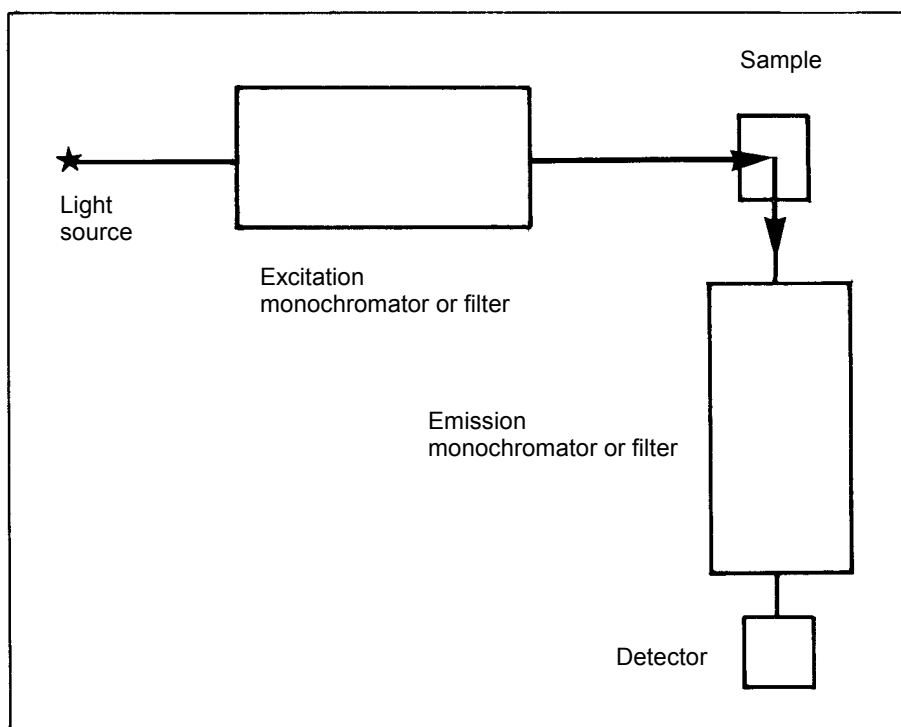 Sample
Light
source
Excitation
monochromator or filter
Emission
monochromator or filter
Detector